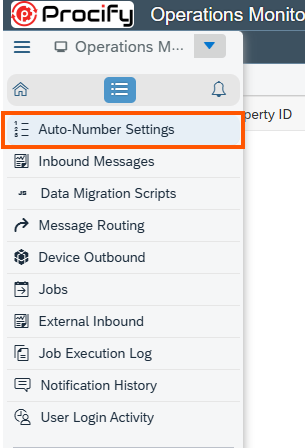 Procify Operations Monito
Operations M···
perty ID
Auto-Number Settings
Inbound Messages
JS Data Migration Scripts
Message Routing
Device Outbound
Jobs
External Inbound
Job Execution Log
Notification History
User Login Activity